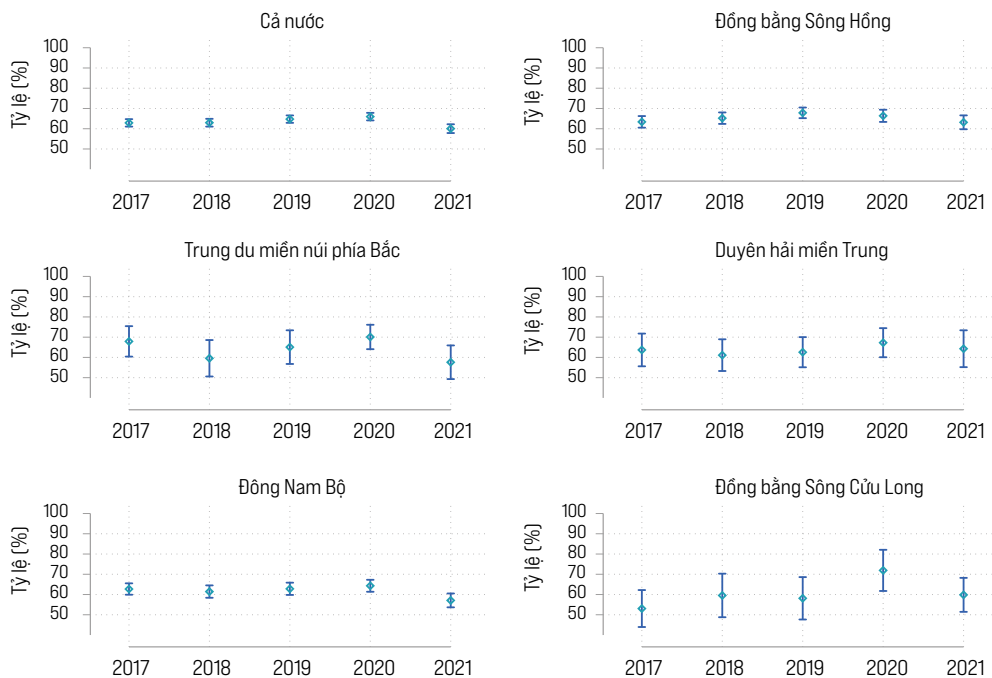 Cả nước
Tỷ lệ (%)
100
90
80
70
60
50
2017 2018 2019 2020 2021
Đồng bằng Sông Hồng
Tỷ lệ (%)
100
90
80
70
60
50
2017 2018 2019 2020 2021
Trung du miền núi phía Bắc
Tỷ lệ (%)
100
90
80
70
60
50
2017 2018 2019 2020 2021
Duyên hải miền Trung
Tỷ lệ (%)
100
90
80
70
60
50
2017 2018 2019 2020 2021
Đông Nam Bộ
Tỷ lệ (%)
100
90
80
70
60
50
2017 2018 2019 2020 2021
Đồng bằng Sông Cửu Long
Tỷ lệ (%)
100
90
80
70
60
50
2017 2018 2019 2020 2021